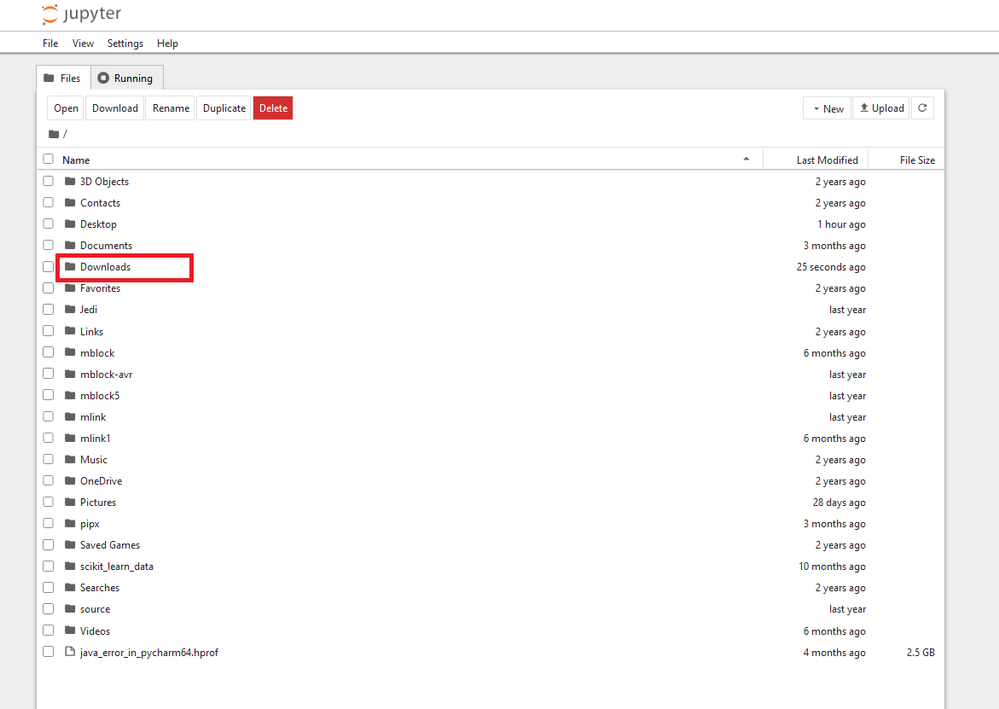 jupyter
File View Settings Help
Files Running
Open Download Rename Duplicate Delete New Upload
/
Name Last Modified File Size
3D Objects 2 years ago
Contacts 2 years ago
Desktop 1 hour ago
Documents 3 months ago
Downloads 25 seconds ago
Favorites 2 years ago
Jedi last year
Links 2 years ago
mblock 6 months ago
mblock-avr last year
mblock5 last year
mlink last year
mlink1 6 months ago
Music 2 years ago
OneDrive 2 years ago
Pictures 28 days ago
pipx 3 months ago
Saved Games 2 years ago
scikit_learn_data 10 months ago
Searches 2 years ago
source last year
Videos 6 months ago
java_error_in_pycharm64.hprof 4 months ago 2.5 GB